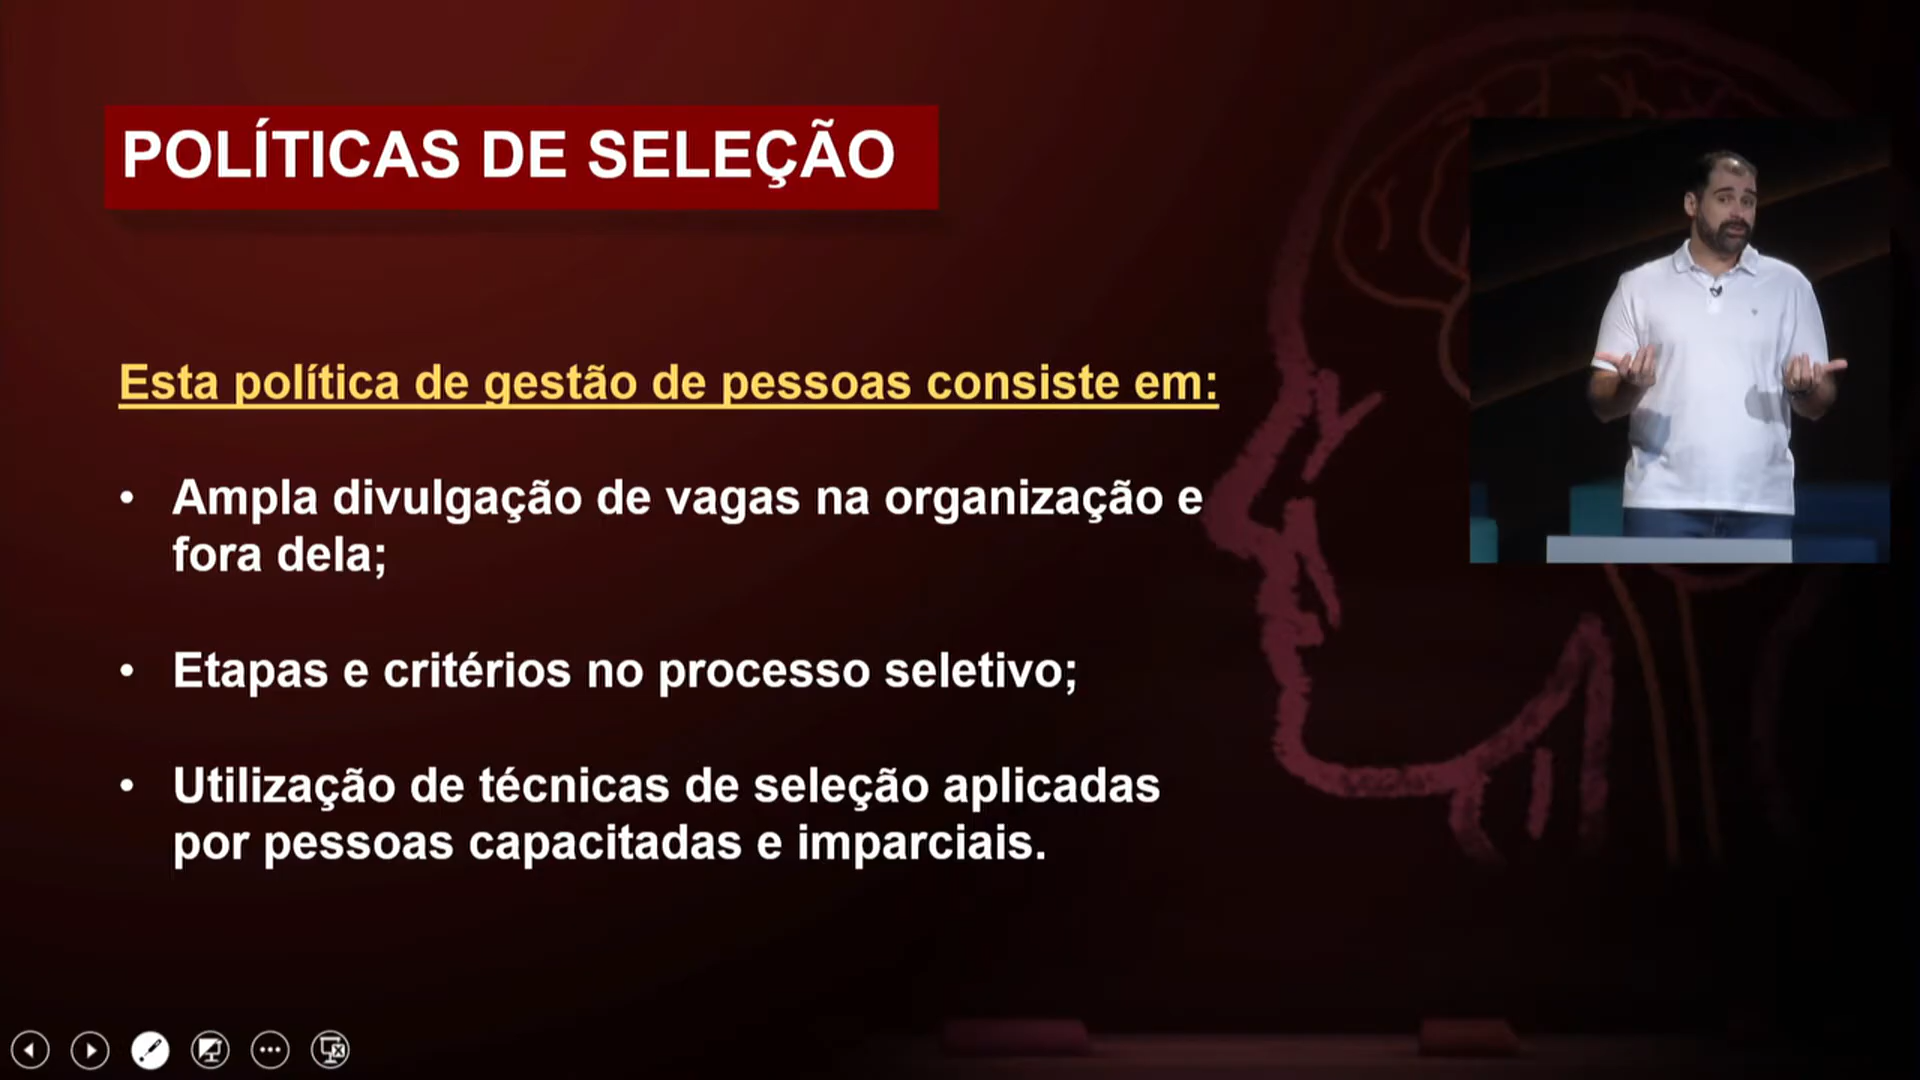 POLÍTICAS DE SELEÇÃO
Esta política de gestão de pessoas consiste em:
• Ampla divulgação de vagas na organização e
fora dela;
• Etapas e critérios no processo seletivo;
• Utilização de técnicas de seleção aplicadas
por pessoas capacitadas e imparciais.